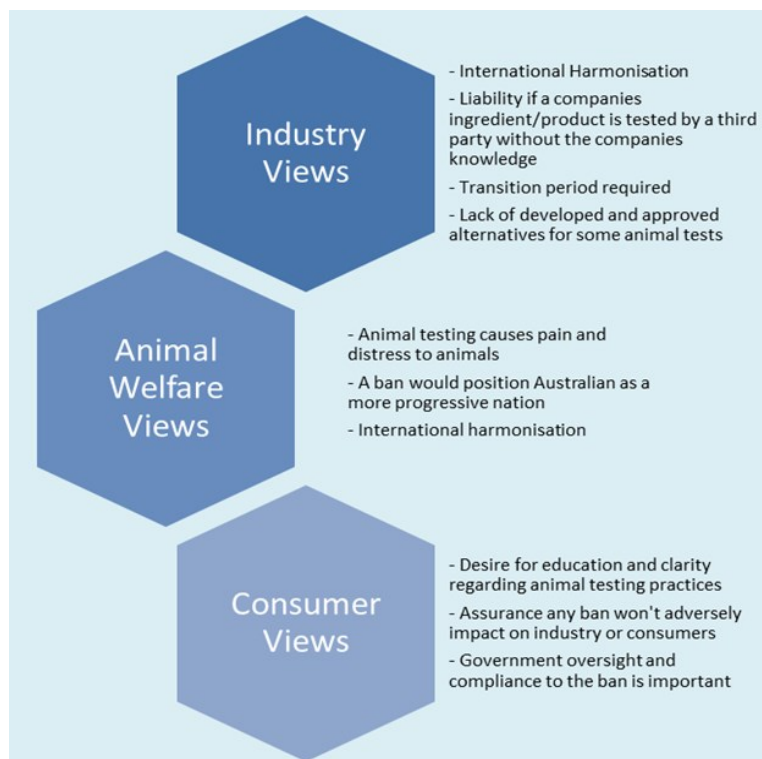 Industry
Views
- International Harmonisation
- Liability if a companies
ingredient/product is tested by a third
party without the companies
knowledge
- Transition period required
- Lack of developed and approved
alternatives for some animal tests
Animal
Welfare
Views
- Animal testing causes pain and
distress to animals
- A ban would position Australian as a
more progressive nation
- International harmonisation
Consumer
Views
- Desire for education and clarity
regarding animal testing practices
- Assurance any ban won't adversely
impact on industry or consumers
- Government oversight and
compliance to the ban is important